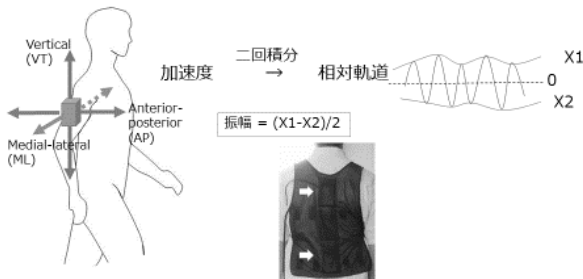 Vertical
(VT)
Anterior-
posterior
(AP)
Medial-lateral
(ML)
加速度
二回積分
→
相対軌道
X1
0
X2
振幅 = (X1-X2)/2